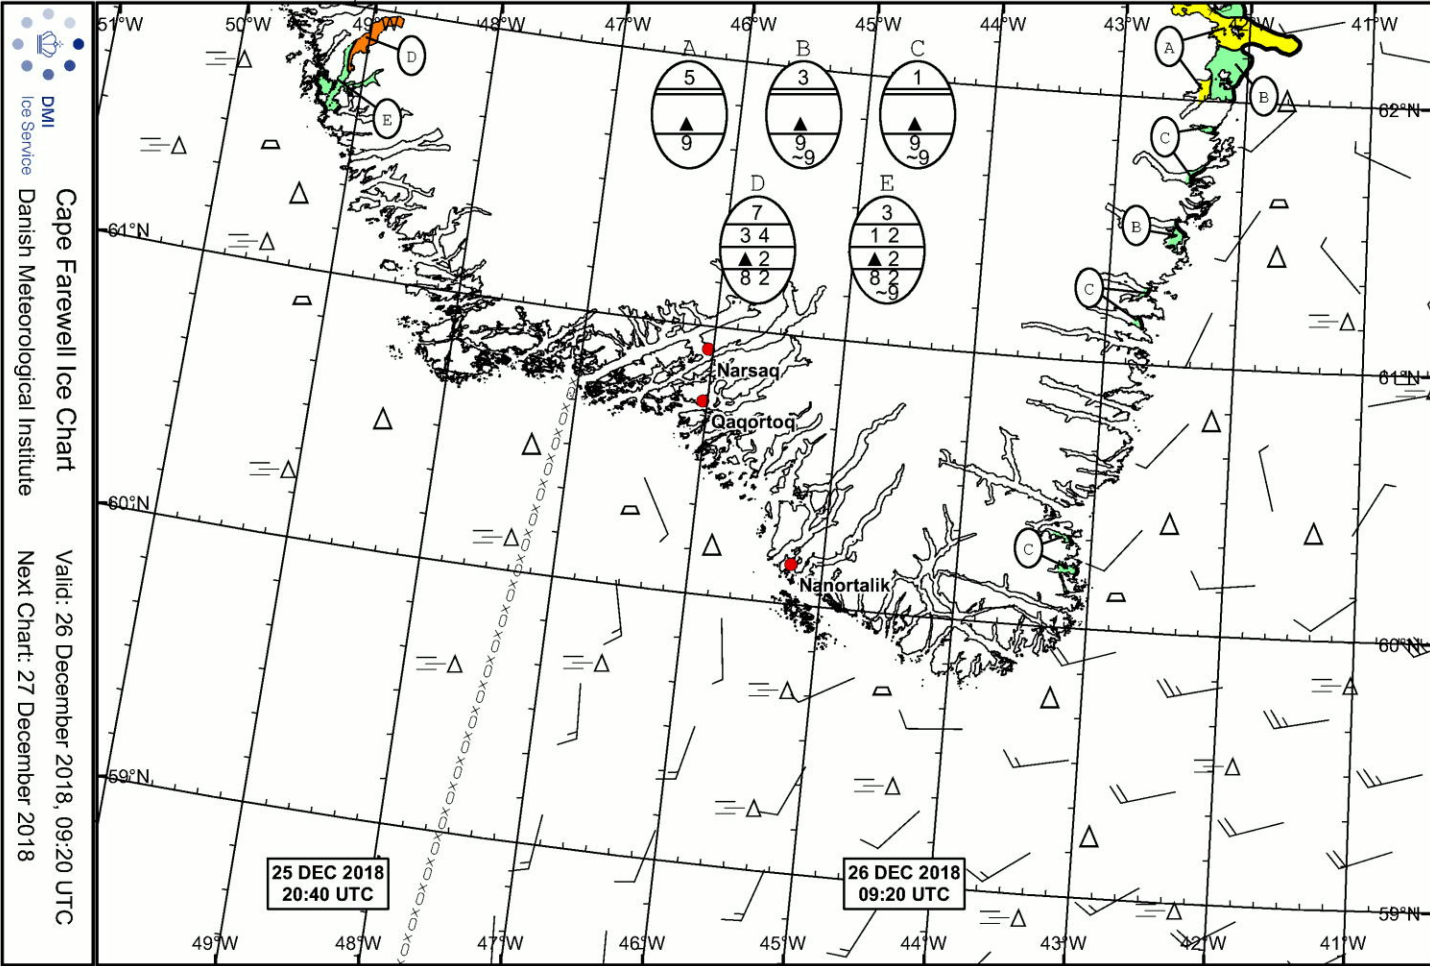 DMI
Ice Service
Cape Farewell Ice Chart
Danish Meteorological Institute
Valid: 26 December 2018, 09:20 UTC
Next Chart: 27 December 2018
51°W 50°W 49°W 48°W 47°W 46°W 45°W 44°W 43°W 42°W 41°W
A B C
5 3 1
9 9 9
~9 ~9
D E
7 3
3 4 1 2
2 2
8 2 8 2
~9
D
E
A
B
C
B
C
C
62°N
61°N
61°N
60°N
60°N
59°N
59°N
Narsaq
Qaqortoq
Nanortalik
25 DEC 2018
20:40 UTC
26 DEC 2018
09:20 UTC
49°W 48°W 47°W 46°W 45°W 44°W 43°W 42°W 41°W